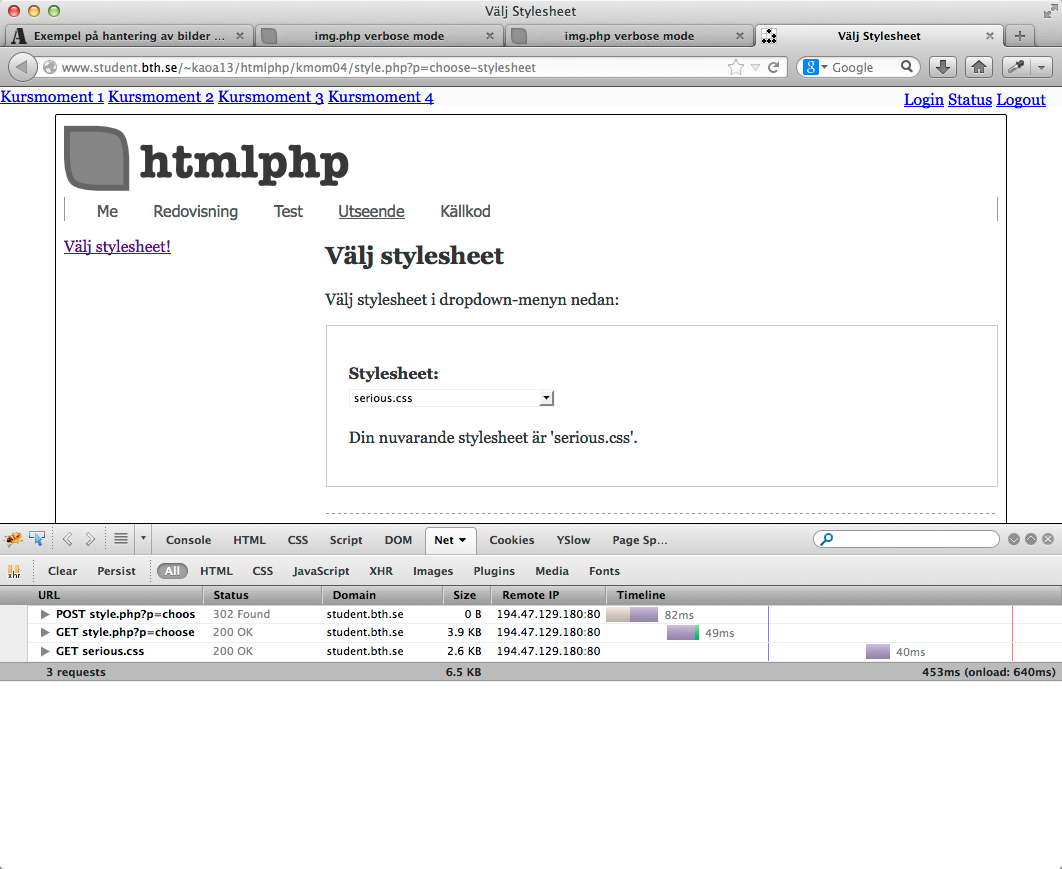 Välj Stylesheet
Exempel på hantering av bilder ... img.php verbose mode img.php verbose mode Välj Stylesheet
www.student.bth.se/~kaoa13/htmlphp/kmom04/style.php?p=choose-stylesheet Google
Kursmoment 1 Kursmoment 2 Kursmoment 3 Kursmoment 4 Login Status Logout
htmlphp
Me Redovisning Test Utseende Källkod
Välj stylesheet!
Välj stylesheet
Välj stylesheet i dropdown-menyn nedan:
Stylesheet:
serious.css
Din nuvarande stylesheet är 'serious.css'.
Console HTML CSS Script DOM Net Cookies YSlow Page Sp...
Clear Persist All HTML CSS JavaScript XHR Images Plugins Media Fonts
URL Status Domain Size Remote IP Timeline
POST style.php?p=choos 302 Found student.bth.se 0 B 194.47.129.180:80 82ms
GET style.php?p=choose 200 OK student.bth.se 3.9 KB 194.47.129.180:80 49ms
GET serious.css 200 OK student.bth.se 2.6 KB 194.47.129.180:80 40ms
3 requests 6.5 KB 453ms (onload: 640ms)